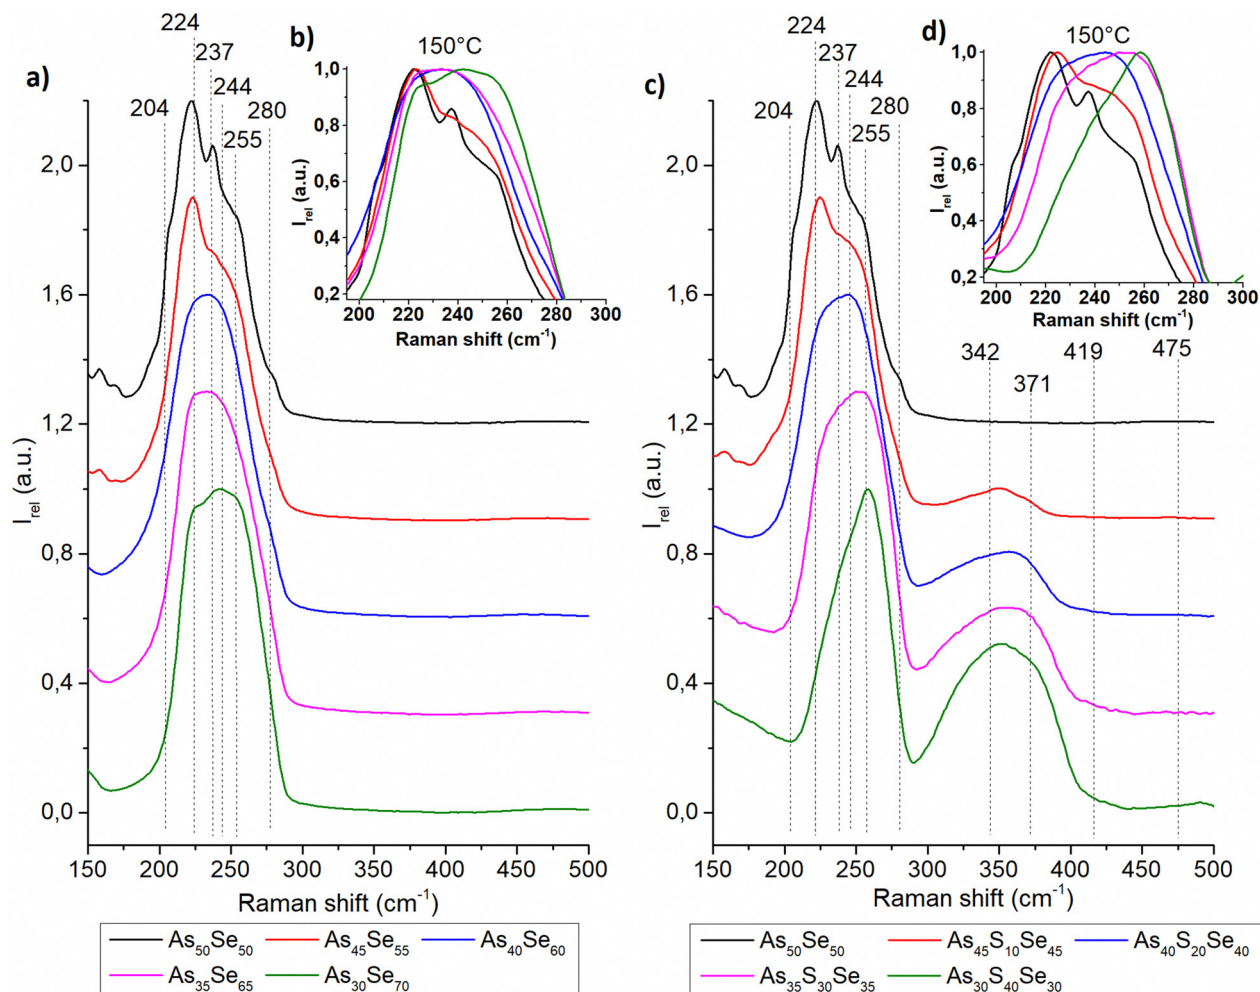 a)
224
237
244
204
280
255
2,0
1,6
1,2
0,8
0,4
0,0
I_rel (a.u.)
150 200 250 300 350 400 450 500
Raman shift (cm⁻¹)
As₅₀Se₅₀ As₄₅Se₅₅ As₄₀Se₆₀
As₃₅Se₆₅ As₃₀Se₇₀
b)
150°C
1,0
0,8
0,6
0,4
0,2
I_rel (a.u.)
200 220 240 260 280 300
Raman shift (cm⁻¹)
c)
224
237
244
204
280
255
342
419
475
371
2,0
1,6
1,2
0,8
0,4
0,0
I_rel (a.u.)
150 200 250 300 350 400 450 500
Raman shift (cm⁻¹)
As₅₀Se₅₀ As₄₅S₁₀Se₄₅ As₄₀S₂₀Se₄₀
As₃₅S₃₀Se₃₅ As₃₀S₄₀Se₃₀
d)
150°C
1,0
0,8
0,6
0,4
0,2
I_rel (a.u.)
200 220 240 260 280 300
Raman shift (cm⁻¹)